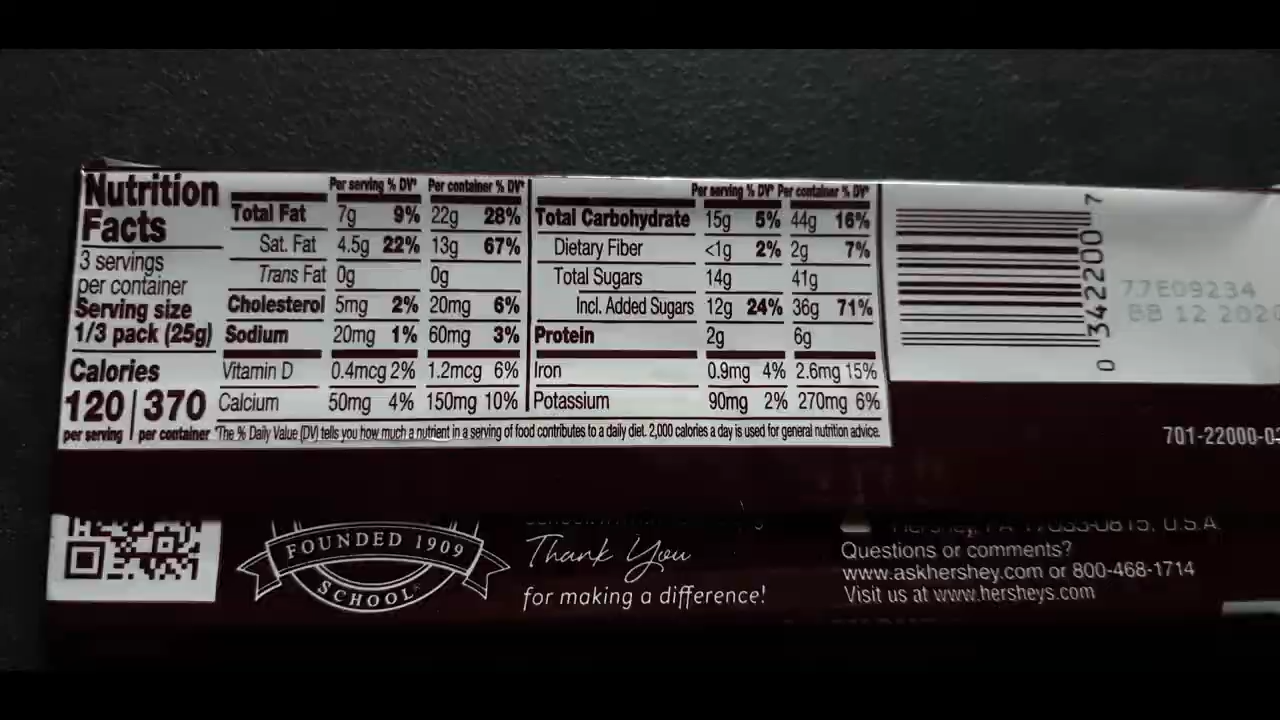 Nutrition
Facts
3 servings
per container
Serving size
1/3 pack (25g)
Calories
120 370
per serving per container
Per serving % DV* Per container % DV*
Total Fat 7g 9% 22g 28%
Sat. Fat 4.5g 22% 13g 67%
Trans Fat 0g 0g
Cholesterol 5mg 2% 20mg 6%
Sodium 20mg 1% 60mg 3%
Vitamin D 0.4mcg 2% 1.2mcg 6%
Calcium 50mg 4% 150mg 10%
Per serving % DV* Per container % DV*
Total Carbohydrate 15g 5% 44g 16%
Dietary Fiber <1g 2% 2g 7%
Total Sugars 14g 41g
Incl. Added Sugars 12g 24% 36g 71%
Protein 2g 6g
Iron 0.9mg 4% 2.6mg 15%
Potassium 90mg 2% 270mg 6%
*The % Daily Value (DV) tells you how much a nutrient in a serving of food contributes to a daily diet. 2,000 calories a day is used for general nutrition advice.
0 342200 7
77E09234
BB 12
701-22000-
FOUNDED 1909
SCHOOL
Thank You
for making a difference!
U.S.A.
Questions or comments?
www.askhershey.com or 800-468-1714
Visit us at www.hersheys.com